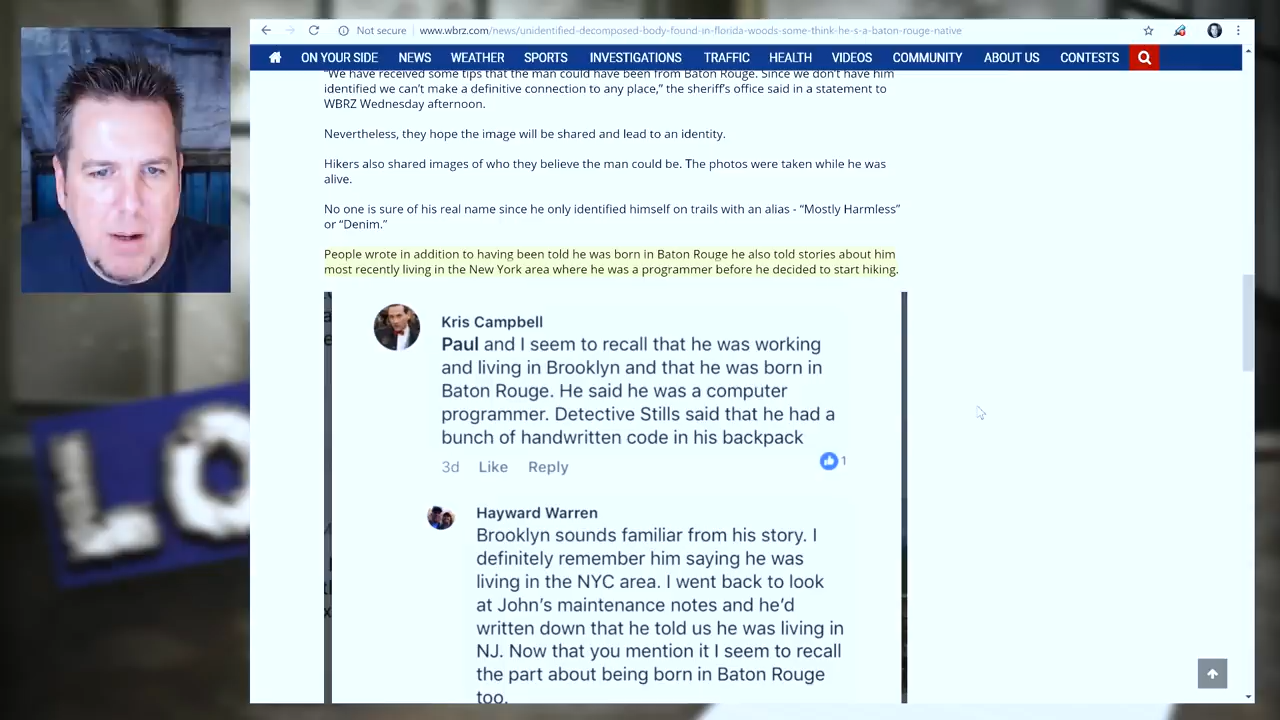 Not secure | www.wbrz.com/news/unidentified-decomposed-body-found-in-florida-woods-some-think-he-s-a-baton-rouge-native
ON YOUR SIDE NEWS WEATHER SPORTS INVESTIGATIONS TRAFFIC HEALTH VIDEOS COMMUNITY ABOUT US CONTESTS
"We have received some tips that the man could have been from Baton Rouge. Since we don't have him
identified we can't make a definitive connection to any place," the sheriff's office said in a statement to
WBRZ Wednesday afternoon.
Nevertheless, they hope the image will be shared and lead to an identity.
Hikers also shared images of who they believe the man could be. The photos were taken while he was
alive.
No one is sure of his real name since he only identified himself on trails with an alias - “Mostly Harmless”
or “Denim.”
People wrote in addition to having been told he was born in Baton Rouge he also told stories about him
most recently living in the New York area where he was a programmer before he decided to start hiking.
Kris Campbell
Paul and I seem to recall that he was working
and living in Brooklyn and that he was born in
Baton Rouge. He said he was a computer
programmer. Detective Stills said that he had a
bunch of handwritten code in his backpack
3d Like Reply 1
Hayward Warren
Brooklyn sounds familiar from his story. I
definitely remember him saying he was
living in the NYC area. I went back to look
at John's maintenance notes and he'd
written down that he told us he was living in
NJ. Now that you mention it I seem to recall
the part about being born in Baton Rouge
too.
LO